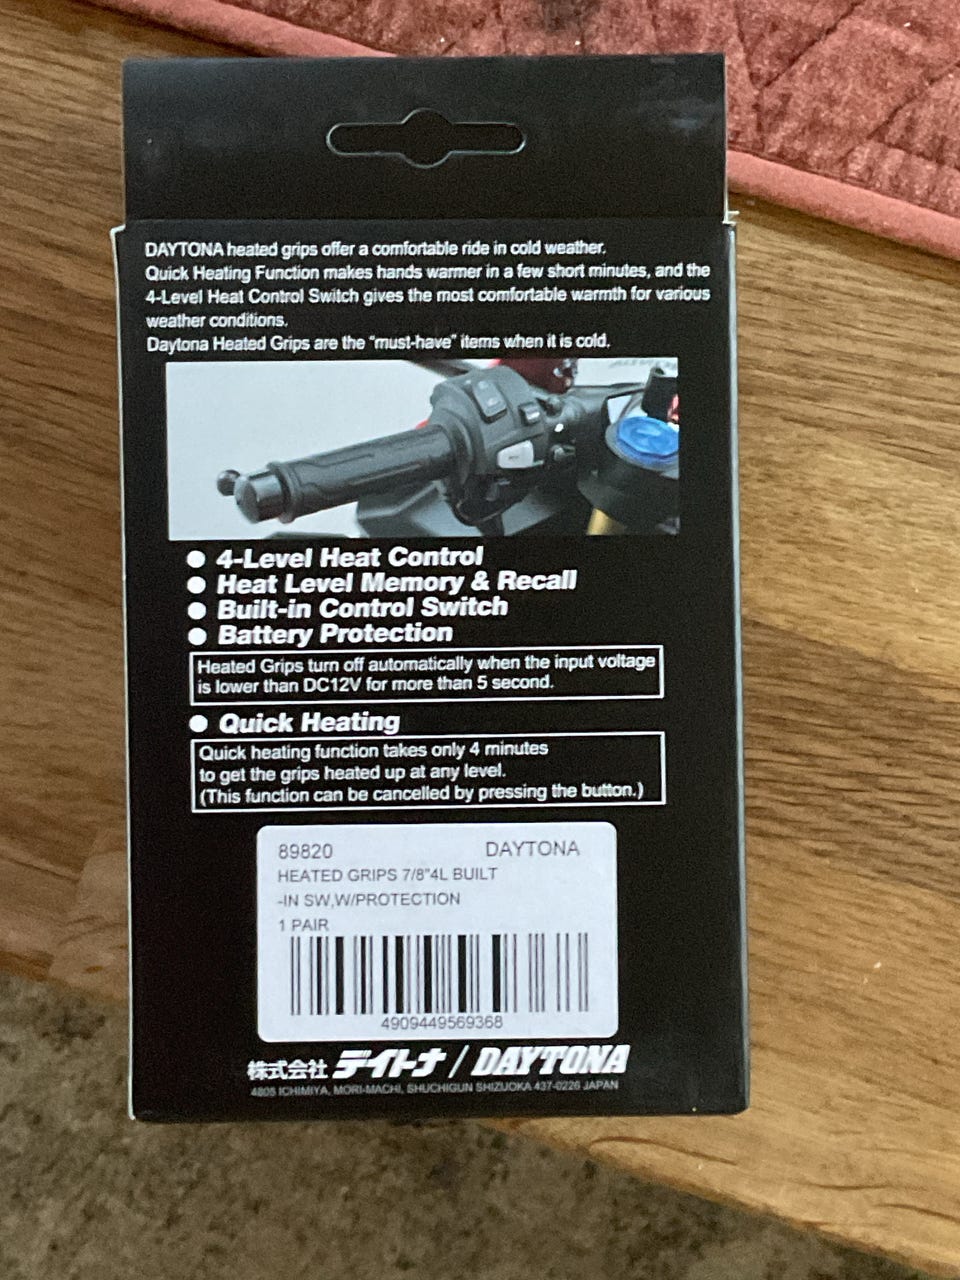 DAYTONA heated grips offer a comfortable ride in cold weather.
Quick Heating Function makes hands warmer in a few short minutes, and the
4-Level Heat Control Switch gives the most comfortable warmth for various
weather conditions.
Daytona Heated Grips are the "must-have" items when it is cold.
● 4-Level Heat Control
● Heat Level Memory & Recall
● Built-in Control Switch
● Battery Protection
Heated Grips turn off automatically when the input voltage
is lower than DC12V for more than 5 second.
● Quick Heating
Quick heating function takes only 4 minutes
to get the grips heated up at any level.
(This function can be cancelled by pressing the button.)
89820 DAYTONA
HEATED GRIPS 7/8"4L BUILT
-IN SW,W/PROTECTION
1 PAIR
4909449569368
株式会社 デイトナ / DAYTONA
4805 ICHIMIYA, MORI-MACHI, SHUCHIGUN SHIZUOKA 437-0226 JAPAN